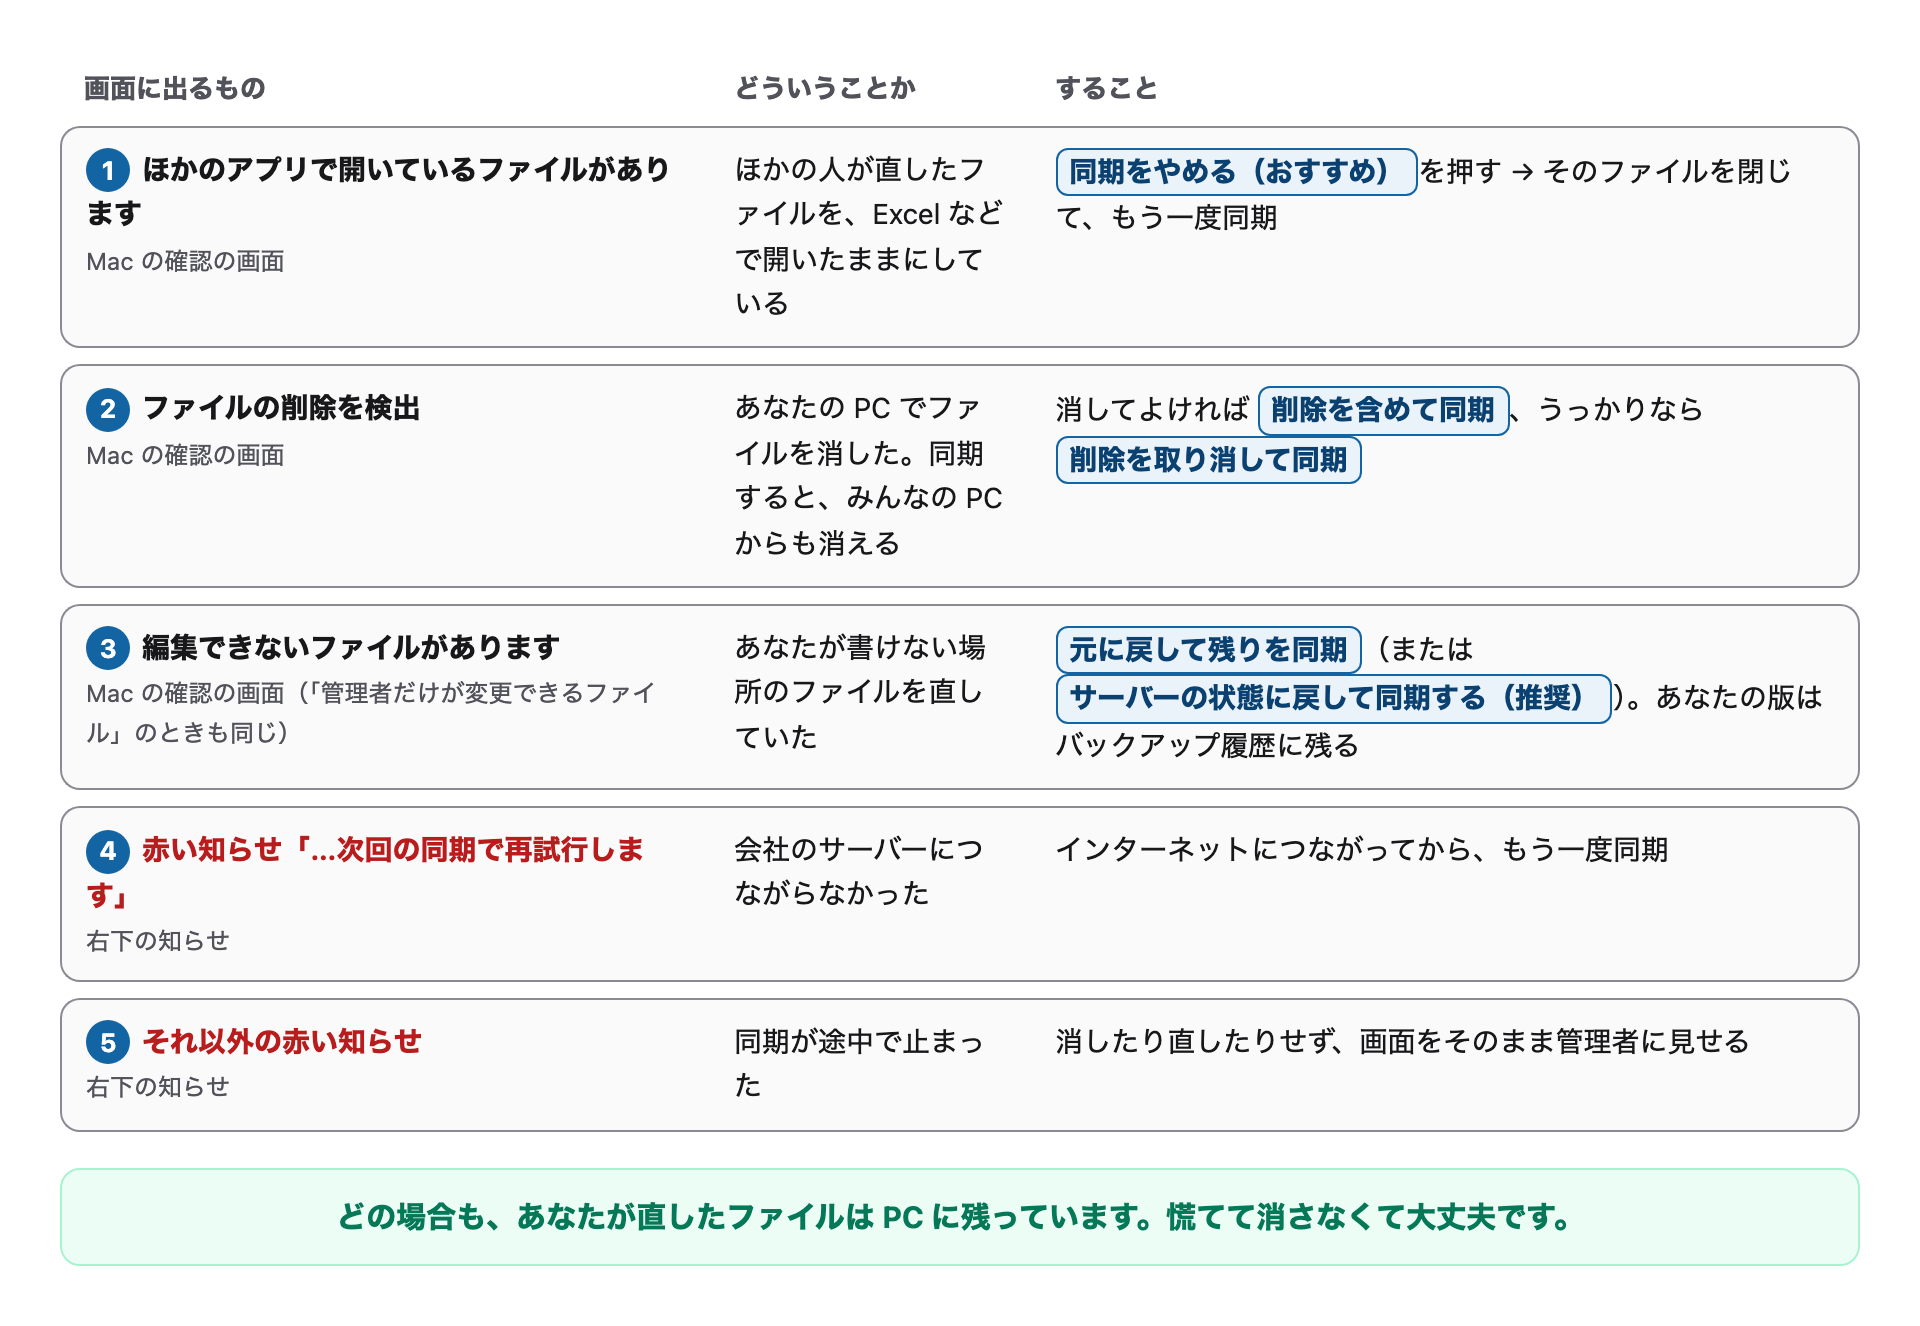 画面に出るもの
どういうことか
すること
1 ほかのアプリで開いているファイルがあり
ます
Mac の確認の画面
ほかの人が直したフ
ァイルを、Excel など
で開いたままにして
いる
同期をやめる（おすすめ）を押す → そのファイルを閉じ
て、もう一度同期
2 ファイルの削除を検出
Mac の確認の画面
あなたの PC でファ
イルを消した。同期
すると、みんなの PC
からも消える
消してよければ 削除を含めて同期、うっかりなら
削除を取り消して同期
3 編集できないファイルがあります
Mac の確認の画面（「管理者だけが変更できるファイ
ル」のときも同じ）
あなたが書けない場
所のファイルを直し
ていた
元に戻して残りを同期（または
サーバーの状態に戻して同期する（推奨））。あなたの版は
バックアップ履歴に残る
4 赤い知らせ「…次回の同期で再試行しま
す」
右下の知らせ
会社のサーバーにつ
ながらなかった
インターネットにつながってから、もう一度同期
5 それ以外の赤い知らせ
右下の知らせ
同期が途中で止まっ
た
消したり直したりせず、画面をそのまま管理者に見せる
どの場合も、あなたが直したファイルは PC に残っています。慌てて消さなくて大丈夫です。